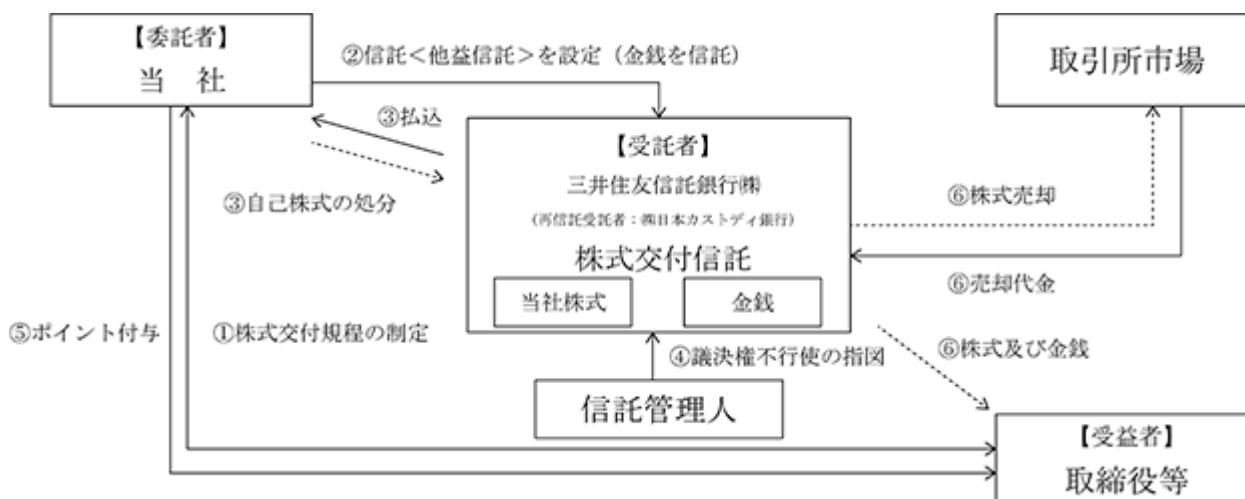 【委託者】
当　社
②信託<他益信託>を設定（金銭を信託）
取引所市場
③払込
③自己株式の処分
【受託者】
三井住友信託銀行㈱
（再信託受託者：㈱日本カストディ銀行）
株式交付信託
当社株式
金銭
⑥株式売却
⑥売却代金
⑤ポイント付与
①株式交付規程の制定
④議決権不行使の指図
⑥株式及び金銭
信託管理人
【受益者】
取締役等